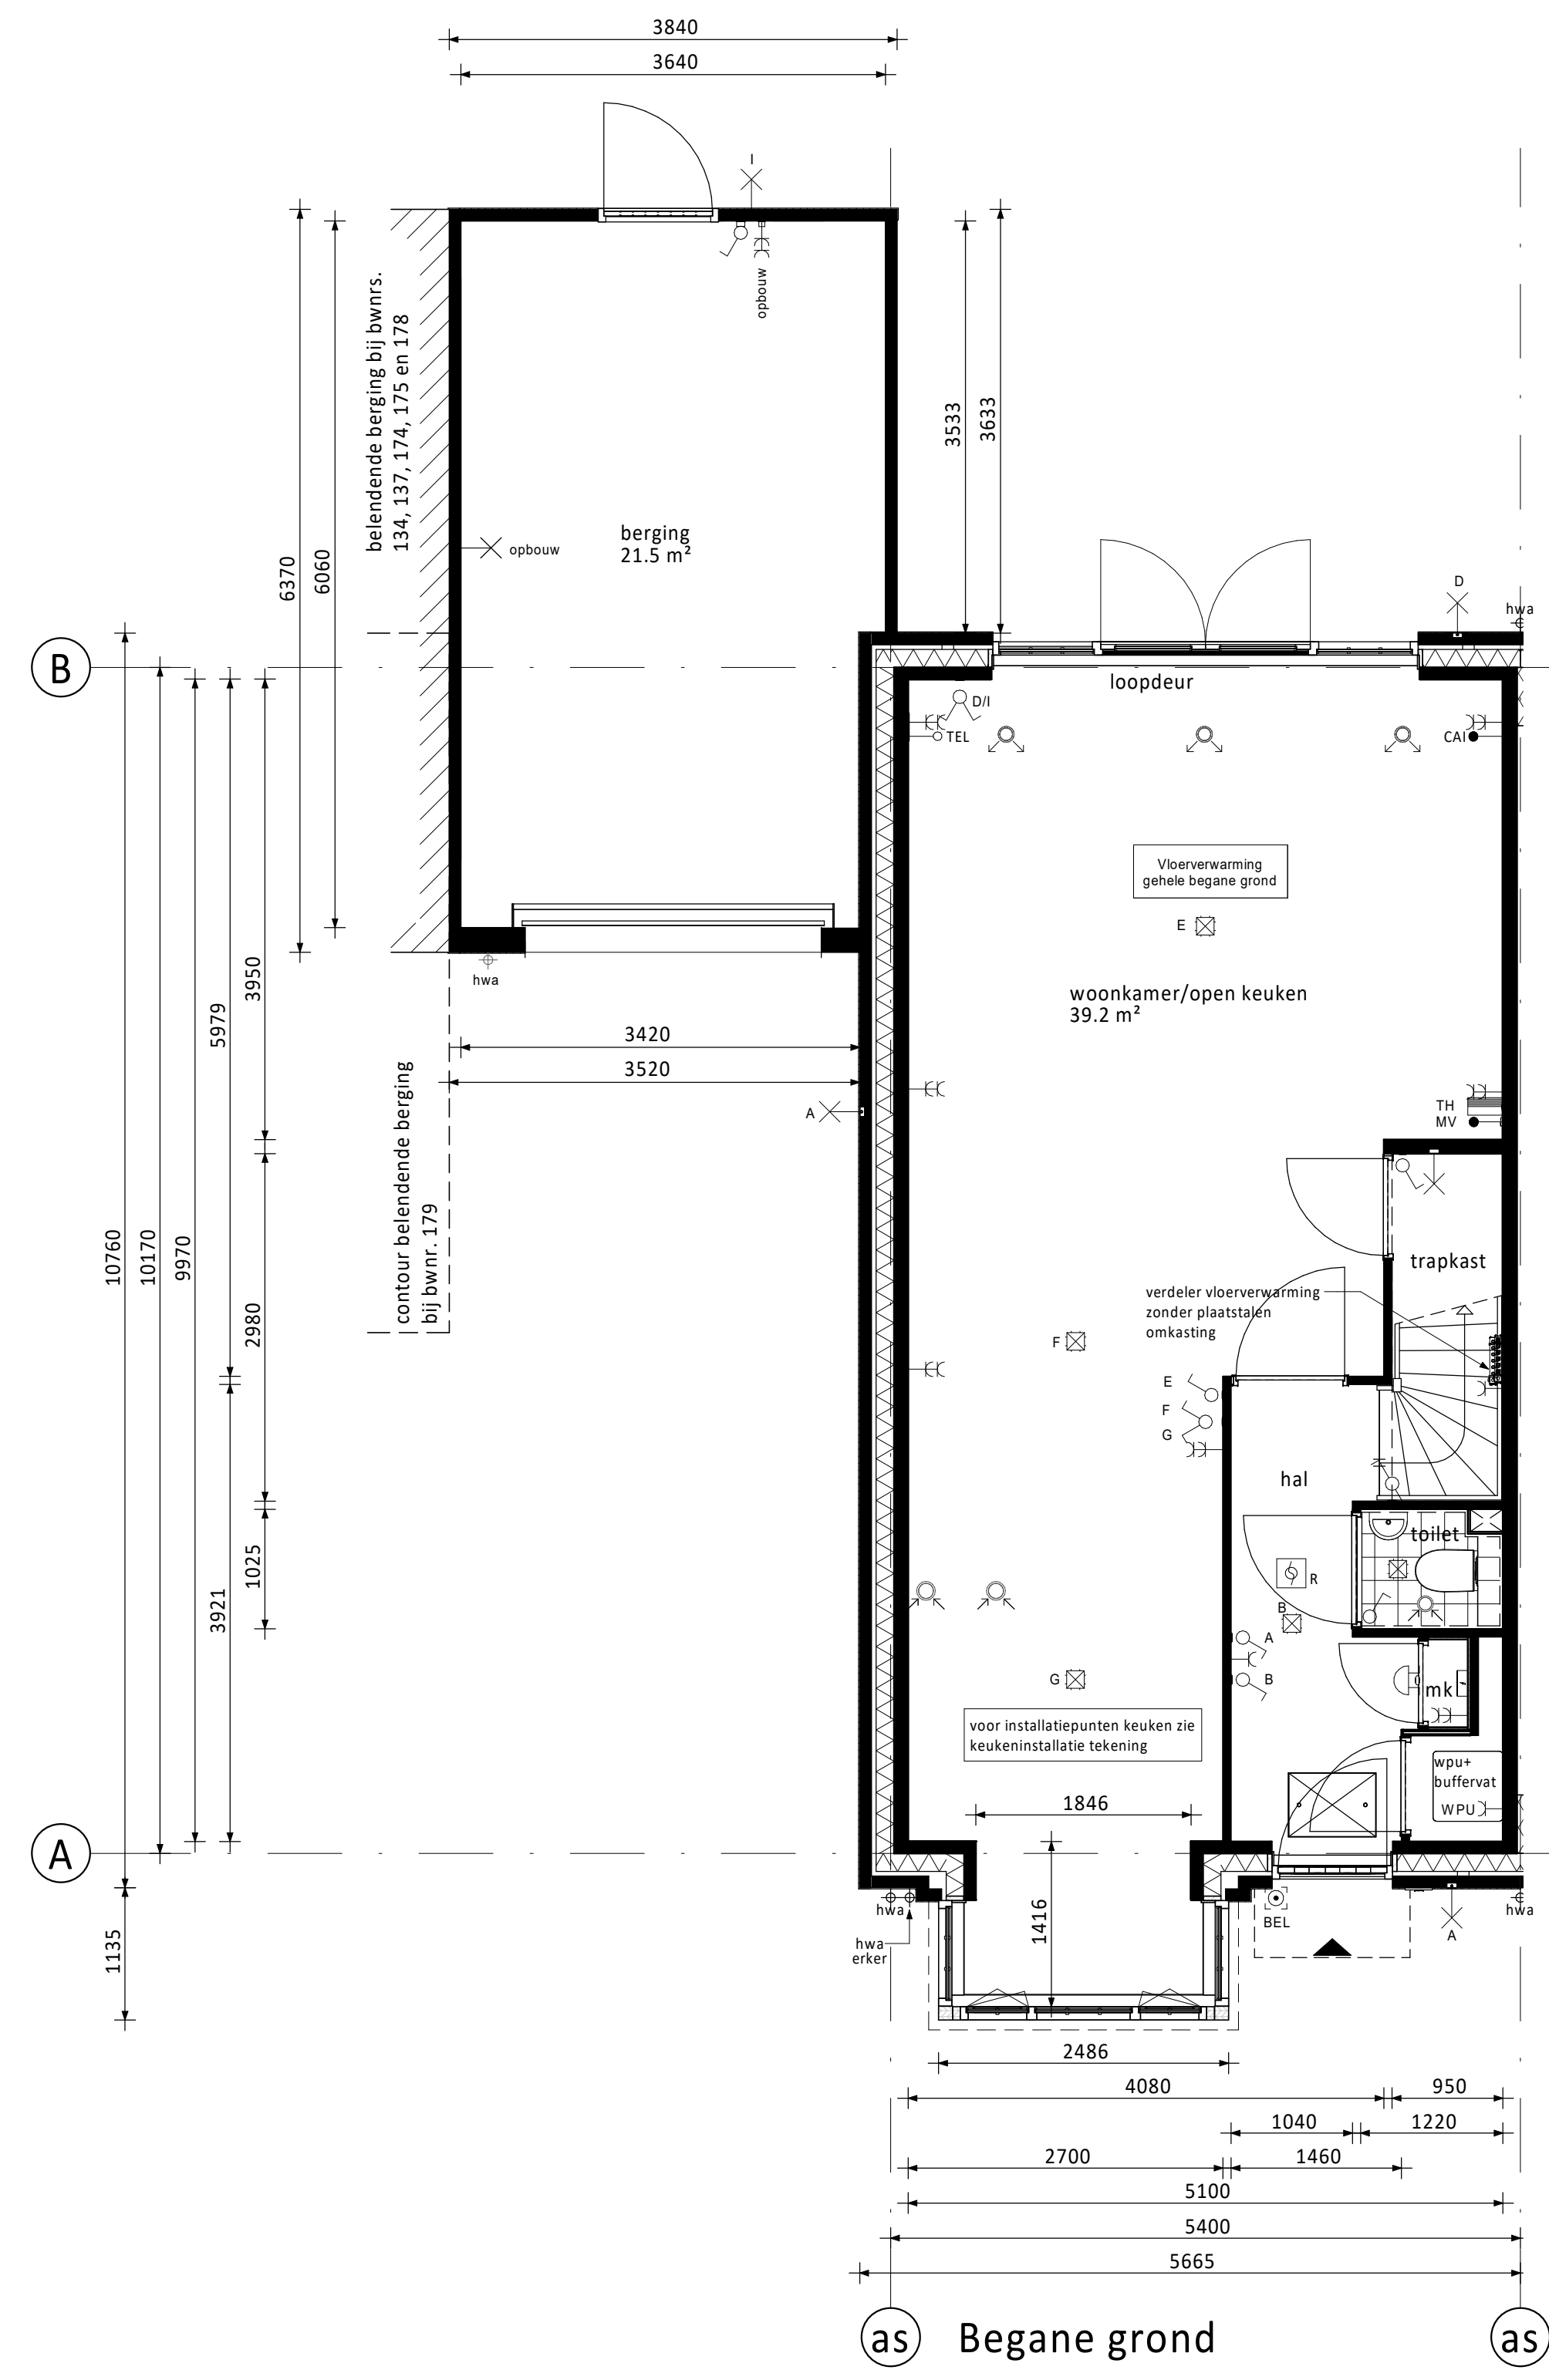 3840
3640
I
opbouw
belendende berging bij bwnrs.
134, 137, 174, 175 en 178
3533
3633
berging
21.5 m²
opbouw
6370
6060
D
hwa
B
loopdeur
D/I
TEL
CAI
Vloerverwarming
gehele begane grond
E
hwa
woonkamer/open keuken
39.2 m²
3950
5979
3420
3520
contour belendende berging
bij bwnr. 179
A
TH
MV
10760
10170
9970
2980
trapkast
verdeler vloerverwarming
zonder plaatstalen
omkasting
F
E
F
G
hal
toilet
1025
3921
R
B
A
B
G
mk
voor installatiepunten keuken zie
keukeninstallatie tekening
wpu+
buffervat
WPU
1846
A
1416
1135
hwa
hwa
erker
BEL
A
hwa
2486
4080
950
1040
1220
2700
1460
5100
5400
5665
as
Begane grond
as